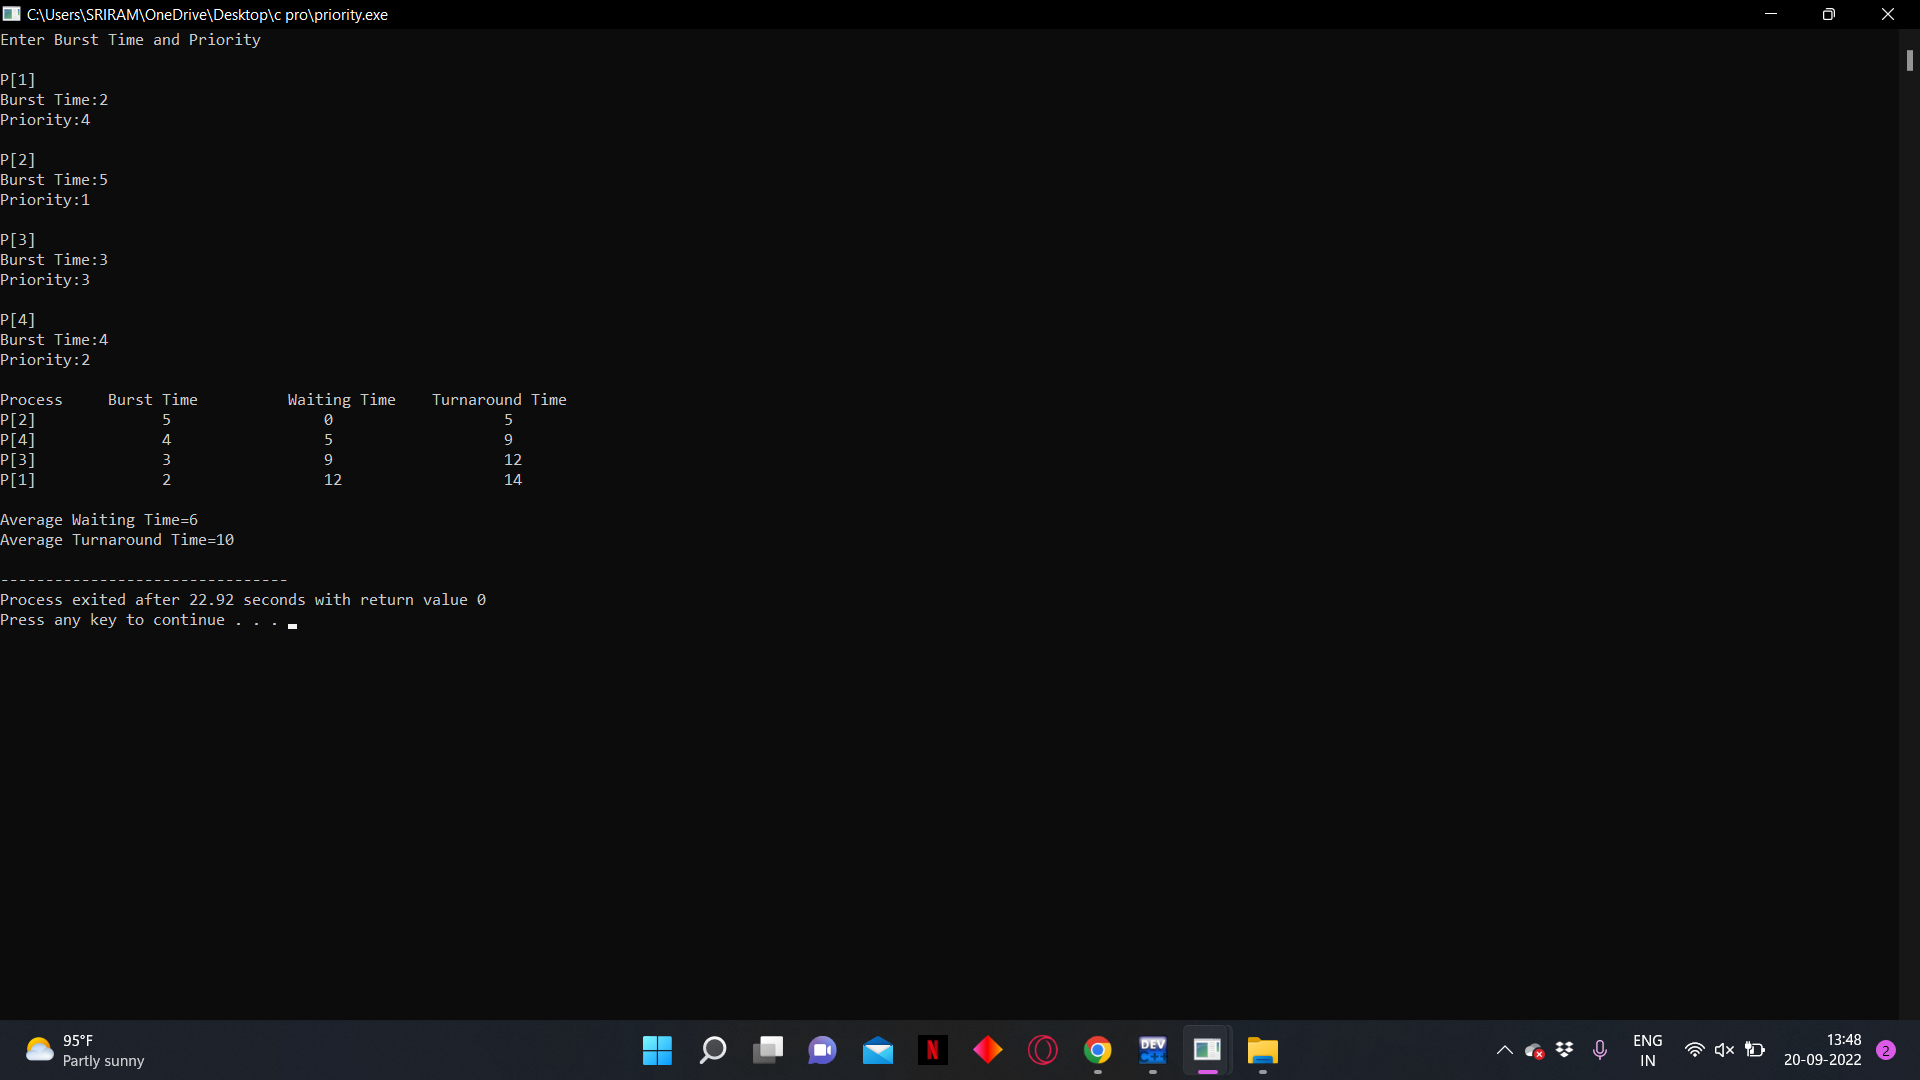 C:\Users\SRIRAM\OneDrive\Desktop\c pro\priority.exe
Enter Burst Time and Priority
P[1]
Burst Time:2
Priority:4
P[2]
Burst Time:5
Priority:1
P[3]
Burst Time:3
Priority:3
P[4]
Burst Time:4
Priority:2
Process Burst Time Waiting Time Turnaround Time
P[2] 5 0 5
P[4] 4 5 9
P[3] 3 9 12
P[1] 2 12 14
Average Waiting Time=6
Average Turnaround Time=10
--------------------------------
Process exited after 22.92 seconds with return value 0
Press any key to continue . . .
95°F
Partly sunny
N
DEV
C++
ENG
IN
13:48
20-09-2022
2